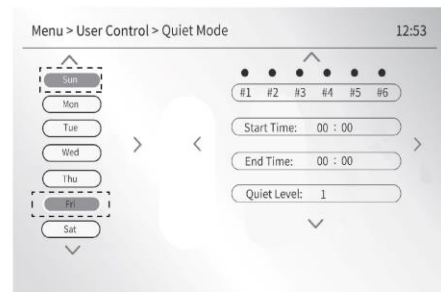 Menu > User Control > Quiet Mode 12:53
Sun
Mon
Tue
Wed
Thu
Fri
Sat
#1 #2 #3 #4 #5 #6
Start Time: 00 : 00
End Time: 00 : 00
Quiet Level: 1